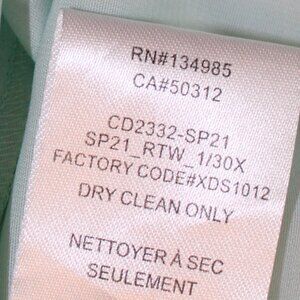 RN#134985
CA#50312
CD2332-SP21
SP21_RTW_1/30X
FACTORY CODE#XDS1012
DRY CLEAN ONLY
NETTOYER À SEC
SEULEMENT